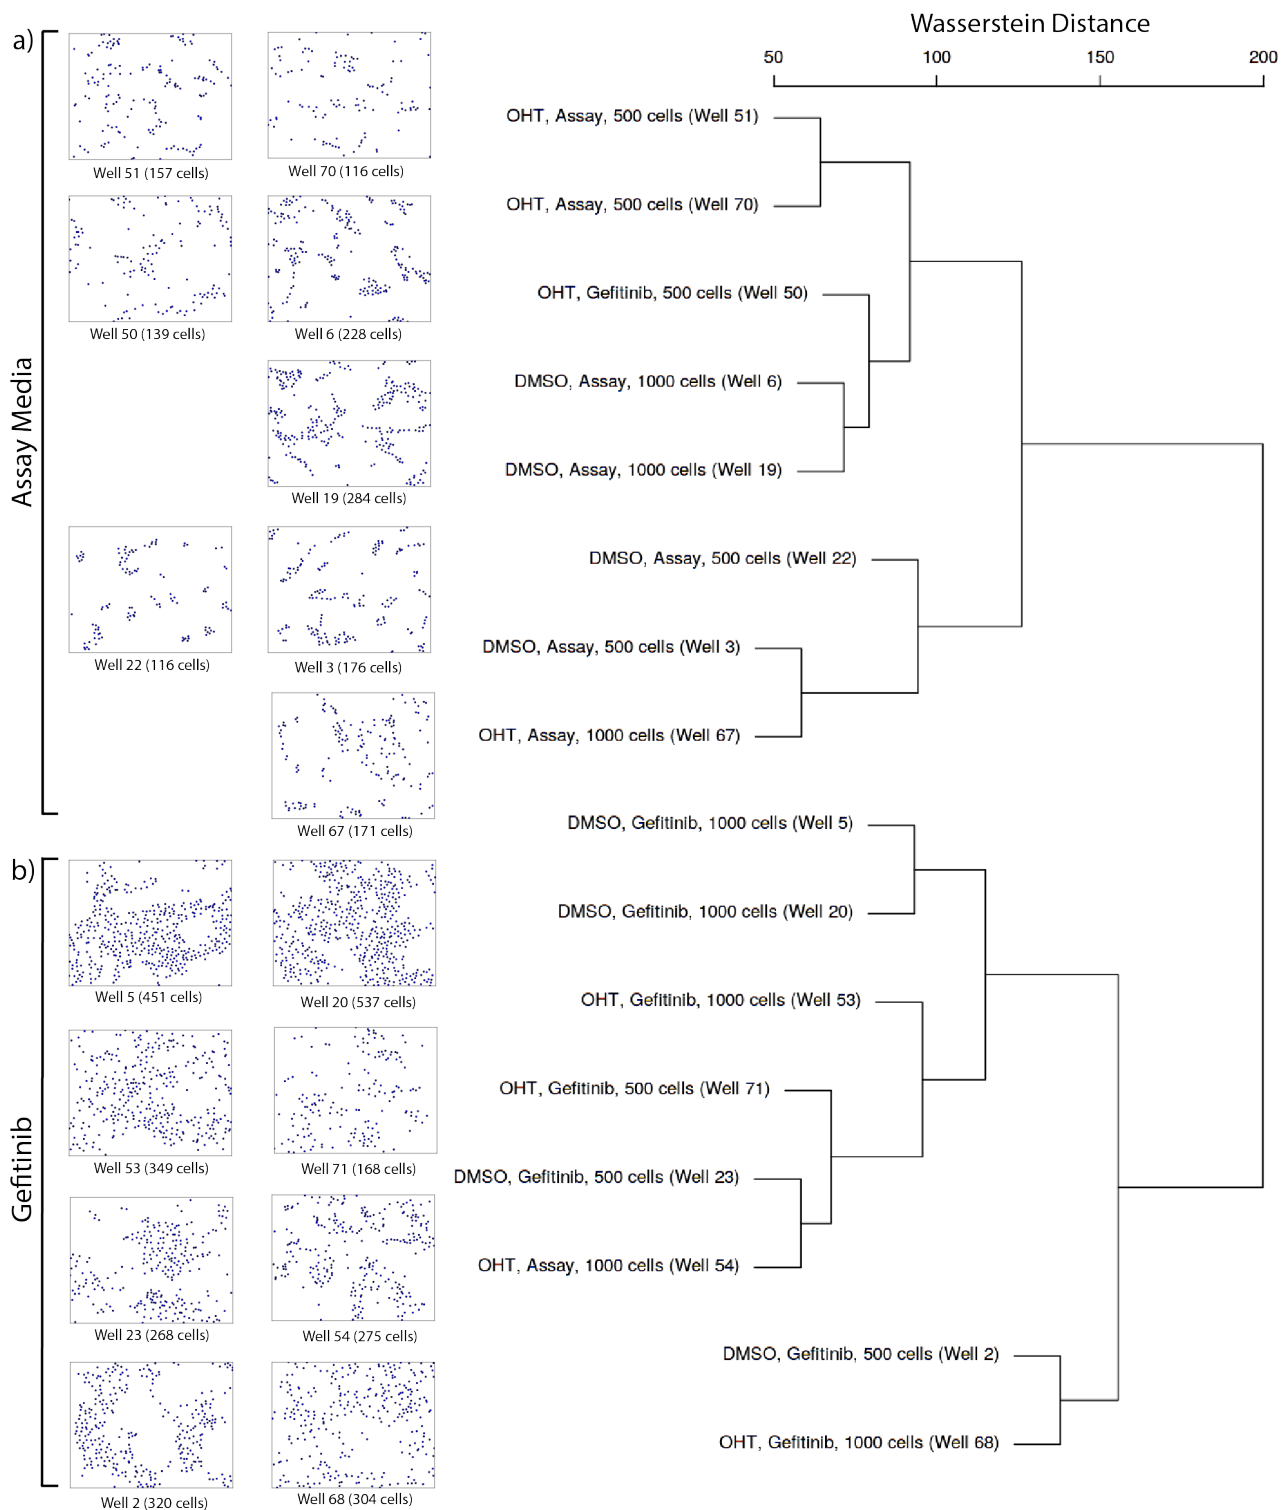 Wasserstein Distance
50 100 150 200
a)
Assay Media
Well 51 (157 cells)
Well 70 (116 cells)
Well 50 (139 cells)
Well 6 (228 cells)
Well 19 (284 cells)
Well 22 (116 cells)
Well 3 (176 cells)
Well 67 (171 cells)
b)
Gefitinib
Well 5 (451 cells)
Well 20 (537 cells)
Well 53 (349 cells)
Well 71 (168 cells)
Well 23 (268 cells)
Well 54 (275 cells)
Well 2 (320 cells)
Well 68 (304 cells)
OHT, Assay, 500 cells (Well 51)
OHT, Assay, 500 cells (Well 70)
OHT, Gefitinib, 500 cells (Well 50)
DMSO, Assay, 1000 cells (Well 6)
DMSO, Assay, 1000 cells (Well 19)
DMSO, Assay, 500 cells (Well 22)
DMSO, Assay, 500 cells (Well 3)
OHT, Assay, 1000 cells (Well 67)
DMSO, Gefitinib, 1000 cells (Well 5)
DMSO, Gefitinib, 1000 cells (Well 20)
OHT, Gefitinib, 1000 cells (Well 53)
OHT, Gefitinib, 500 cells (Well 71)
DMSO, Gefitinib, 500 cells (Well 23)
OHT, Assay, 1000 cells (Well 54)
DMSO, Gefitinib, 500 cells (Well 2)
OHT, Gefitinib, 1000 cells (Well 68)